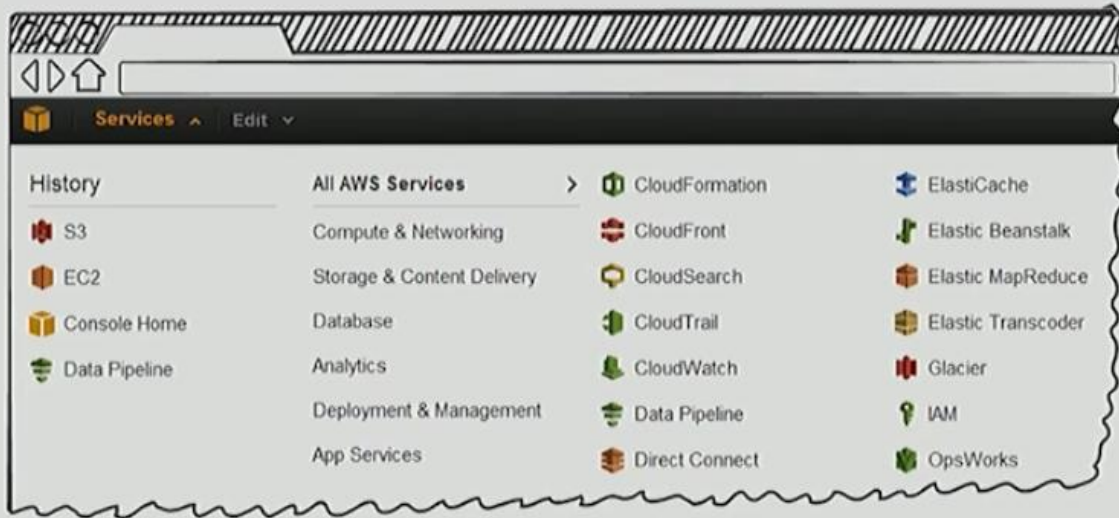 Services Edit
History
S3
EC2
Console Home
Data Pipeline
All AWS Services
Compute & Networking
Storage & Content Delivery
Database
Analytics
Deployment & Management
App Services
CloudFormation
CloudFront
CloudSearch
CloudTrail
CloudWatch
Data Pipeline
Direct Connect
ElastiCache
Elastic Beanstalk
Elastic MapReduce
Elastic Transcoder
Glacier
IAM
OpsWorks